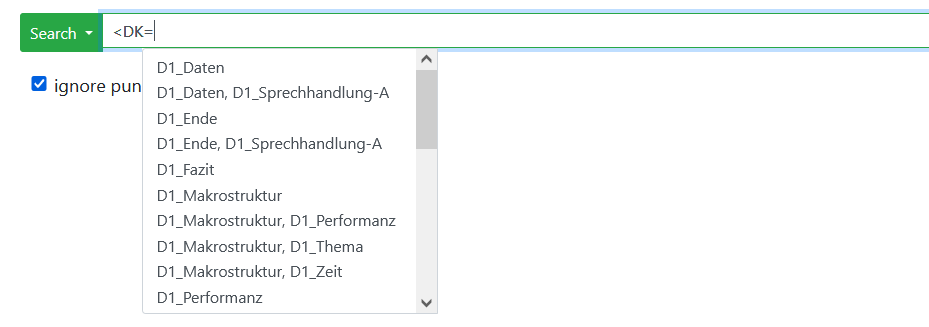 Search <DK=
D1_Daten
ignore pun
D1_Daten, D1_Sprechhandlung-A
D1_Ende
D1_Ende, D1_Sprechhandlung-A
D1_Fazit
D1_Makrostruktur
D1_Makrostruktur, D1_Performanz
D1_Makrostruktur, D1_Thema
D1_Makrostruktur, D1_Zeit
D1_Performanz